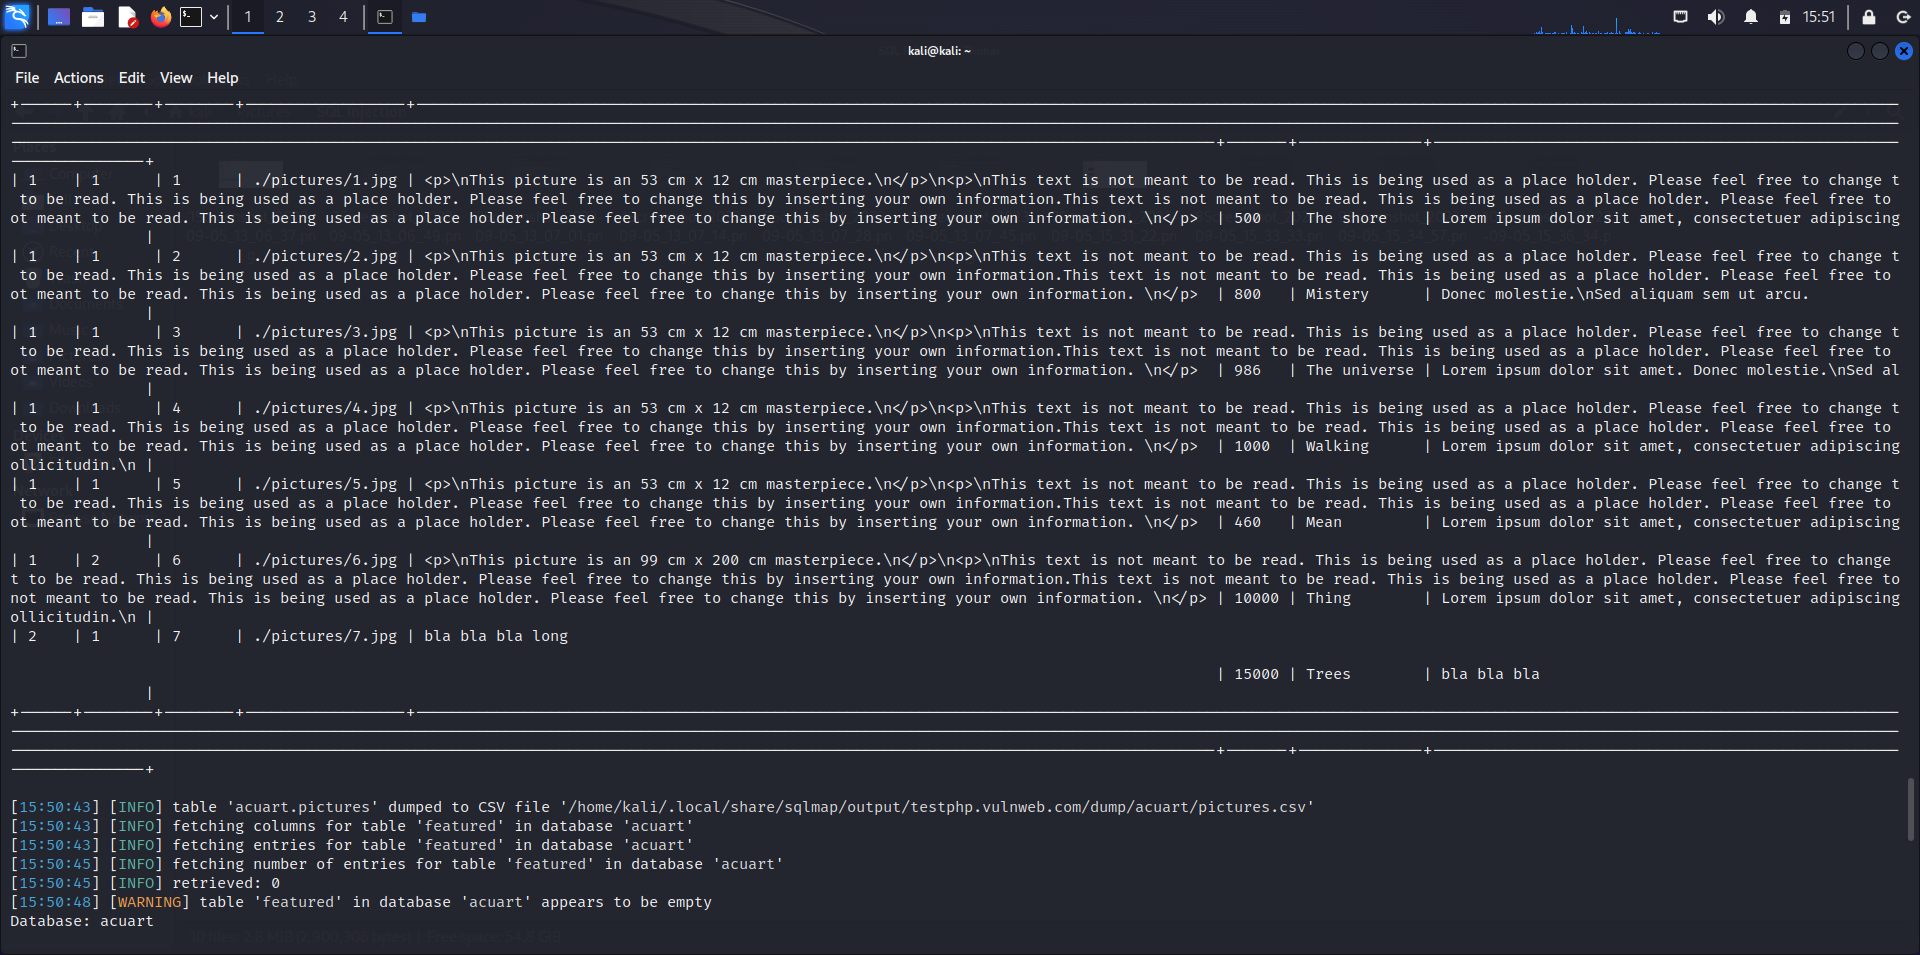 1 2 3 4 15:51
kali@kali: ~
File Actions Edit View Help
| 1 | 1 | 1 | ./pictures/1.jpg | <p>\nThis picture is an 53 cm x 12 cm masterpiece.\n</p>\n<p>\nThis text is not meant to be read. This is being used as a place holder. Please feel free to change t
to be read. This is being used as a place holder. Please feel free to change this by inserting your own information.This text is not meant to be read. This is being used as a place holder. Please feel free to
ot meant to be read. This is being used as a place holder. Please feel free to change this by inserting your own information. \n</p> | 500 | The shore | Lorem ipsum dolor sit amet, consectetuer adipiscing
|
| 1 | 1 | 2 | ./pictures/2.jpg | <p>\nThis picture is an 53 cm x 12 cm masterpiece.\n</p>\n<p>\nThis text is not meant to be read. This is being used as a place holder. Please feel free to change t
to be read. This is being used as a place holder. Please feel free to change this by inserting your own information.This text is not meant to be read. This is being used as a place holder. Please feel free to
ot meant to be read. This is being used as a place holder. Please feel free to change this by inserting your own information. \n</p> | 800 | Mistery | Donec molestie.\nSed aliquam sem ut arcu.
|
| 1 | 1 | 3 | ./pictures/3.jpg | <p>\nThis picture is an 53 cm x 12 cm masterpiece.\n</p>\n<p>\nThis text is not meant to be read. This is being used as a place holder. Please feel free to change t
to be read. This is being used as a place holder. Please feel free to change this by inserting your own information.This text is not meant to be read. This is being used as a place holder. Please feel free to
ot meant to be read. This is being used as a place holder. Please feel free to change this by inserting your own information. \n</p> | 986 | The universe | Lorem ipsum dolor sit amet. Donec molestie.\nSed al
|
| 1 | 1 | 4 | ./pictures/4.jpg | <p>\nThis picture is an 53 cm x 12 cm masterpiece.\n</p>\n<p>\nThis text is not meant to be read. This is being used as a place holder. Please feel free to change t
to be read. This is being used as a place holder. Please feel free to change this by inserting your own information.This text is not meant to be read. This is being used as a place holder. Please feel free to
ot meant to be read. This is being used as a place holder. Please feel free to change this by inserting your own information. \n</p> | 1000 | Walking | Lorem ipsum dolor sit amet, consectetuer adipiscing
ollicitudin.\n |
| 1 | 1 | 5 | ./pictures/5.jpg | <p>\nThis picture is an 53 cm x 12 cm masterpiece.\n</p>\n<p>\nThis text is not meant to be read. This is being used as a place holder. Please feel free to change t
to be read. This is being used as a place holder. Please feel free to change this by inserting your own information.This text is not meant to be read. This is being used as a place holder. Please feel free to
ot meant to be read. This is being used as a place holder. Please feel free to change this by inserting your own information. \n</p> | 460 | Mean | Lorem ipsum dolor sit amet, consectetuer adipiscing
|
| 1 | 2 | 6 | ./pictures/6.jpg | <p>\nThis picture is an 99 cm x 200 cm masterpiece.\n</p>\n<p>\nThis text is not meant to be read. This is being used as a place holder. Please feel free to change
t to be read. This is being used as a place holder. Please feel free to change this by inserting your own information.This text is not meant to be read. This is being used as a place holder. Please feel free to
not meant to be read. This is being used as a place holder. Please feel free to change this by inserting your own information. \n</p> | 10000 | Thing | Lorem ipsum dolor sit amet, consectetuer adipiscing
ollicitudin.\n |
| 2 | 1 | 7 | ./pictures/7.jpg | bla bla bla long
| 15000 | Trees | bla bla bla
|
[15:50:43] [INFO] table 'acuart.pictures' dumped to CSV file '/home/kali/.local/share/sqlmap/output/testphp.vulnweb.com/dump/acuart/pictures.csv'
[15:50:43] [INFO] fetching columns for table 'featured' in database 'acuart'
[15:50:43] [INFO] fetching entries for table 'featured' in database 'acuart'
[15:50:45] [INFO] fetching number of entries for table 'featured' in database 'acuart'
[15:50:45] [INFO] retrieved: 0
[15:50:48] [WARNING] table 'featured' in database 'acuart' appears to be empty
Database: acuart